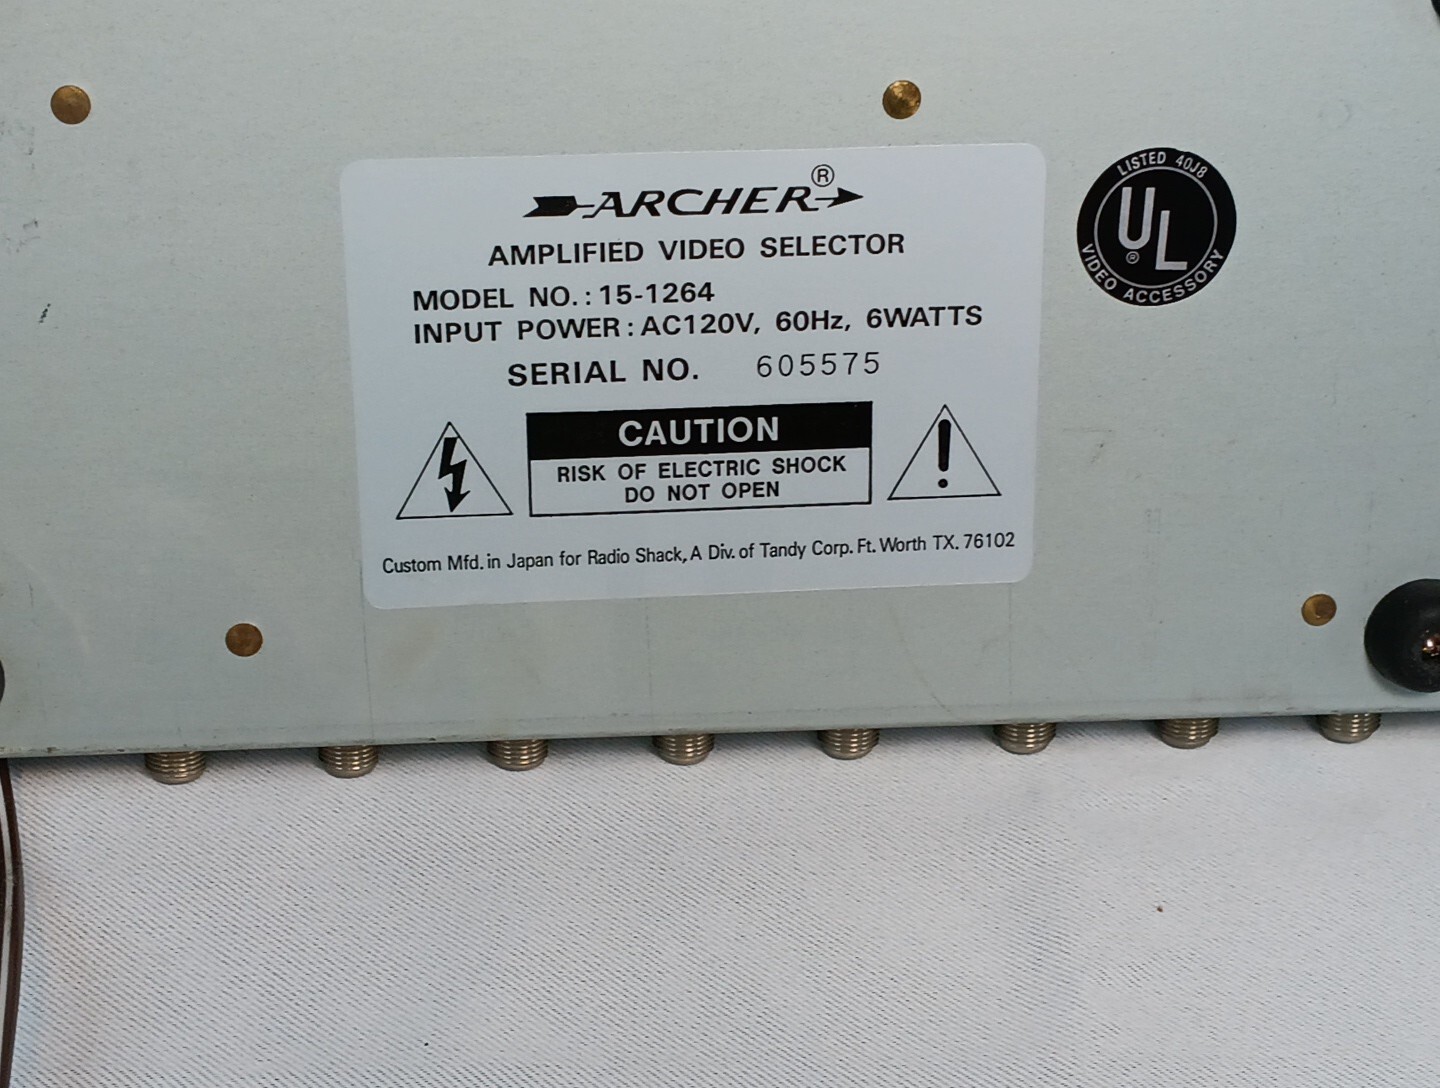 ARCHER®
AMPLIFIED VIDEO SELECTOR
MODEL NO.: 15-1264
INPUT POWER: AC120V, 60Hz, 6WATTS
SERIAL NO. 605575
CAUTION
RISK OF ELECTRIC SHOCK
DO NOT OPEN
Custom Mfd. in Japan for Radio Shack, A Div. of Tandy Corp. Ft. Worth TX. 76102
LISTED 40J8
UL®
VIDEO ACCESSORY